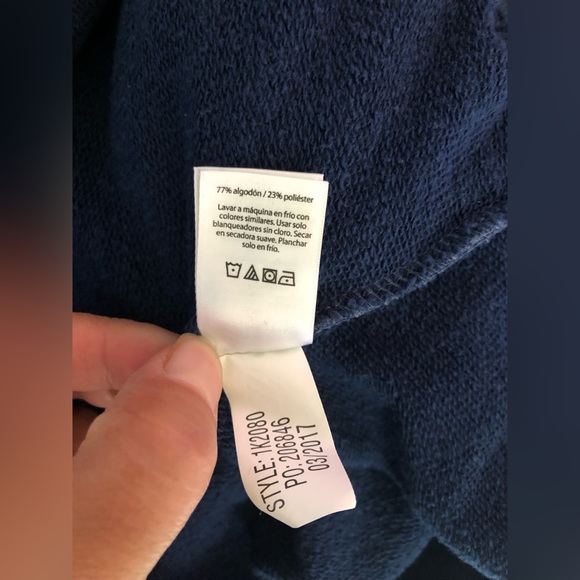 77% algodón / 23% poliéster
Lavar a máquina en frío con
colores similares. Usar solo
blanqueadores sin cloro. Secar
en secadora suave. Planchar
solo en frío.
STYLE: 1K2080
PO: 206846
03/2017